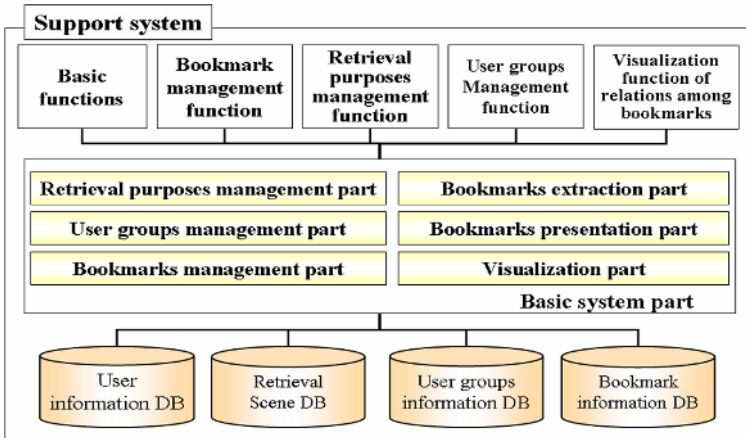 Support system
Basic
functions
Bookmark
management
function
Retrieval
purposes
management
function
User groups
Management
function
Visualization
function of
relations among
bookmarks
Retrieval purposes management part
Bookmarks extraction part
User groups management part
Bookmarks presentation part
Bookmarks management part
Visualization part
Basic system part
User
information DB
Retrieval
Scene DB
User groups
information DB
Bookmark
information DB